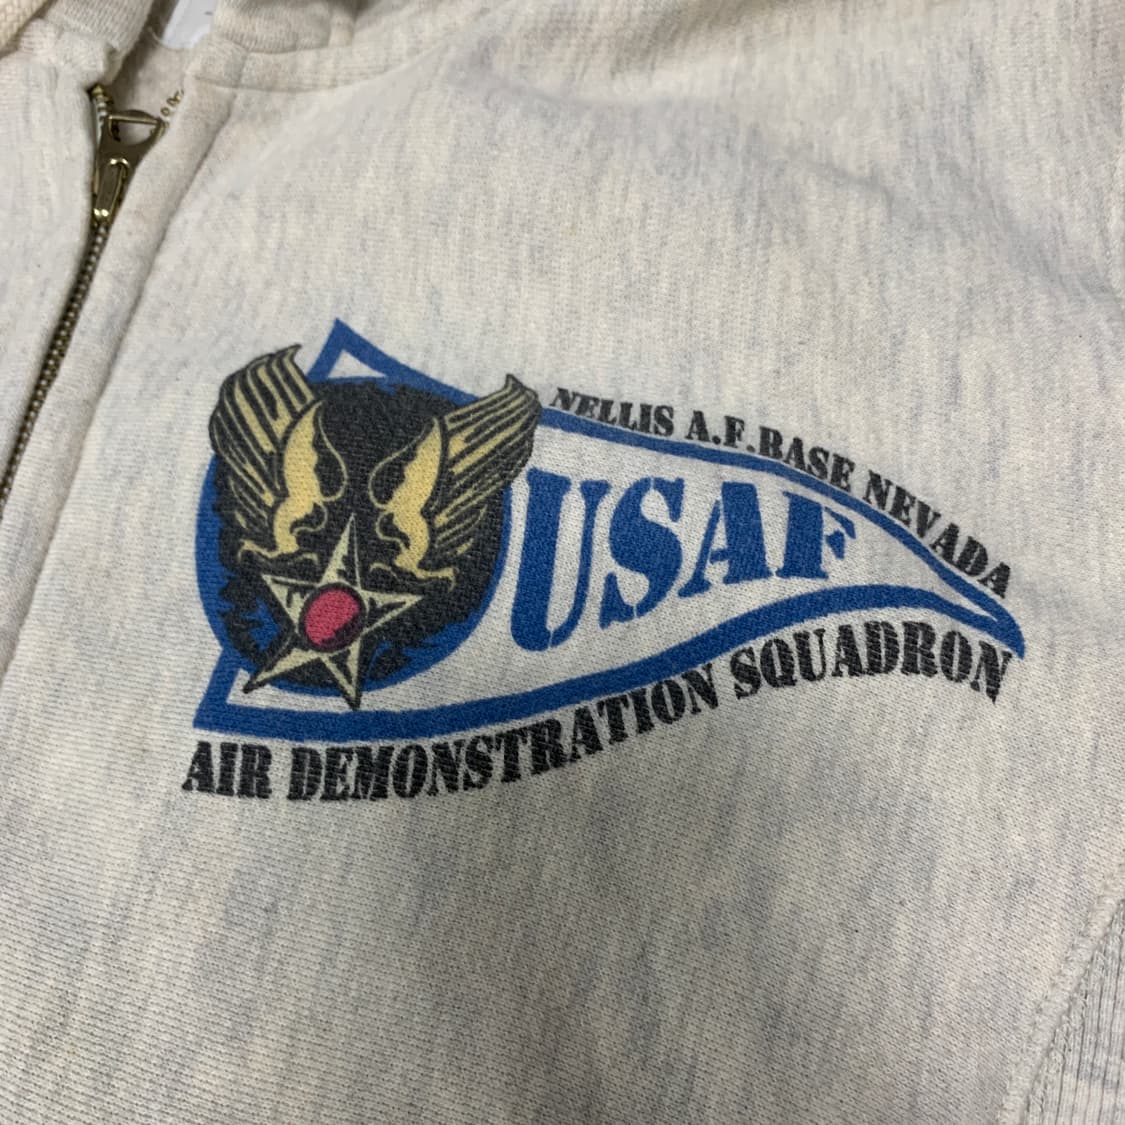 NELLIS A.F.BASE NEVADA
USAF
AIR DEMONSTRATION SQUADRON